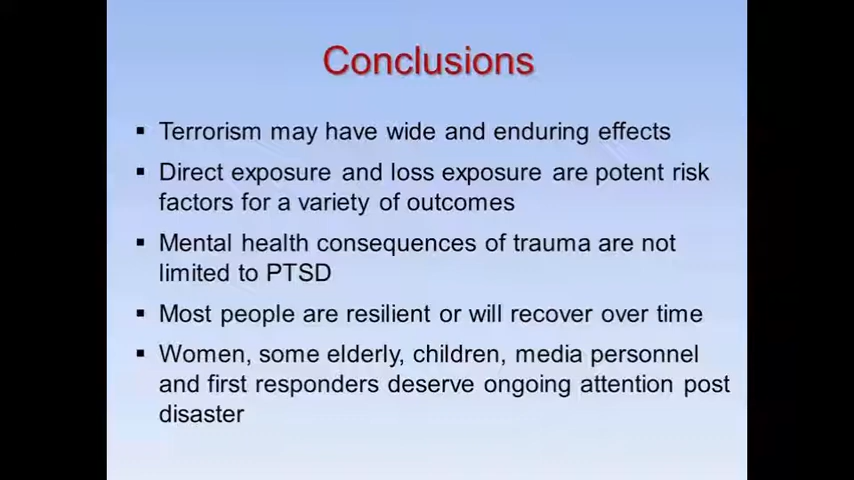 Conclusions
▪ Terrorism may have wide and enduring effects
▪ Direct exposure and loss exposure are potent risk
factors for a variety of outcomes
▪ Mental health consequences of trauma are not
limited to PTSD
▪ Most people are resilient or will recover over time
▪ Women, some elderly, children, media personnel
and first responders deserve ongoing attention post
disaster